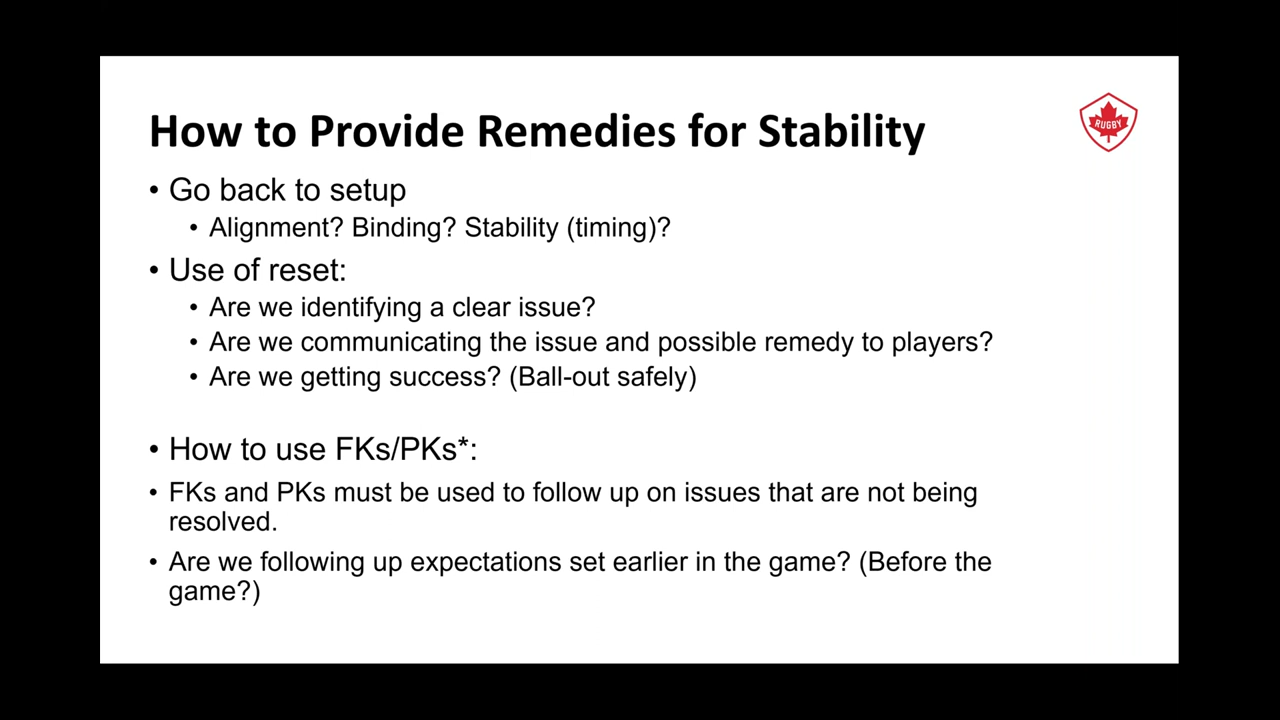 How to Provide Remedies for Stability
RUGBY
• Go back to setup
• Alignment? Binding? Stability (timing)?
• Use of reset:
• Are we identifying a clear issue?
• Are we communicating the issue and possible remedy to players?
• Are we getting success? (Ball-out safely)
• How to use FKs/PKs*:
• FKs and PKs must be used to follow up on issues that are not being
resolved.
• Are we following up expectations set earlier in the game? (Before the
game?)